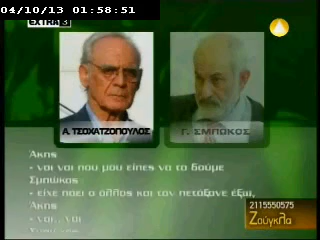 04/10/13 01:58:51
EXTRA 3
Α. ΤΣΟΧΑΤΖΟΠΟΥΛΟΣ
Γ. ΣΜΠΩΚΟΣ
Άκης
- ναι ναι που μου είπες να το δούμε
Σμπώκος
- είχε πάει ο άλλος και τον πετάξανε έξω,
Άκης
- ναι, ναι
2115550575
Ζούγκλα